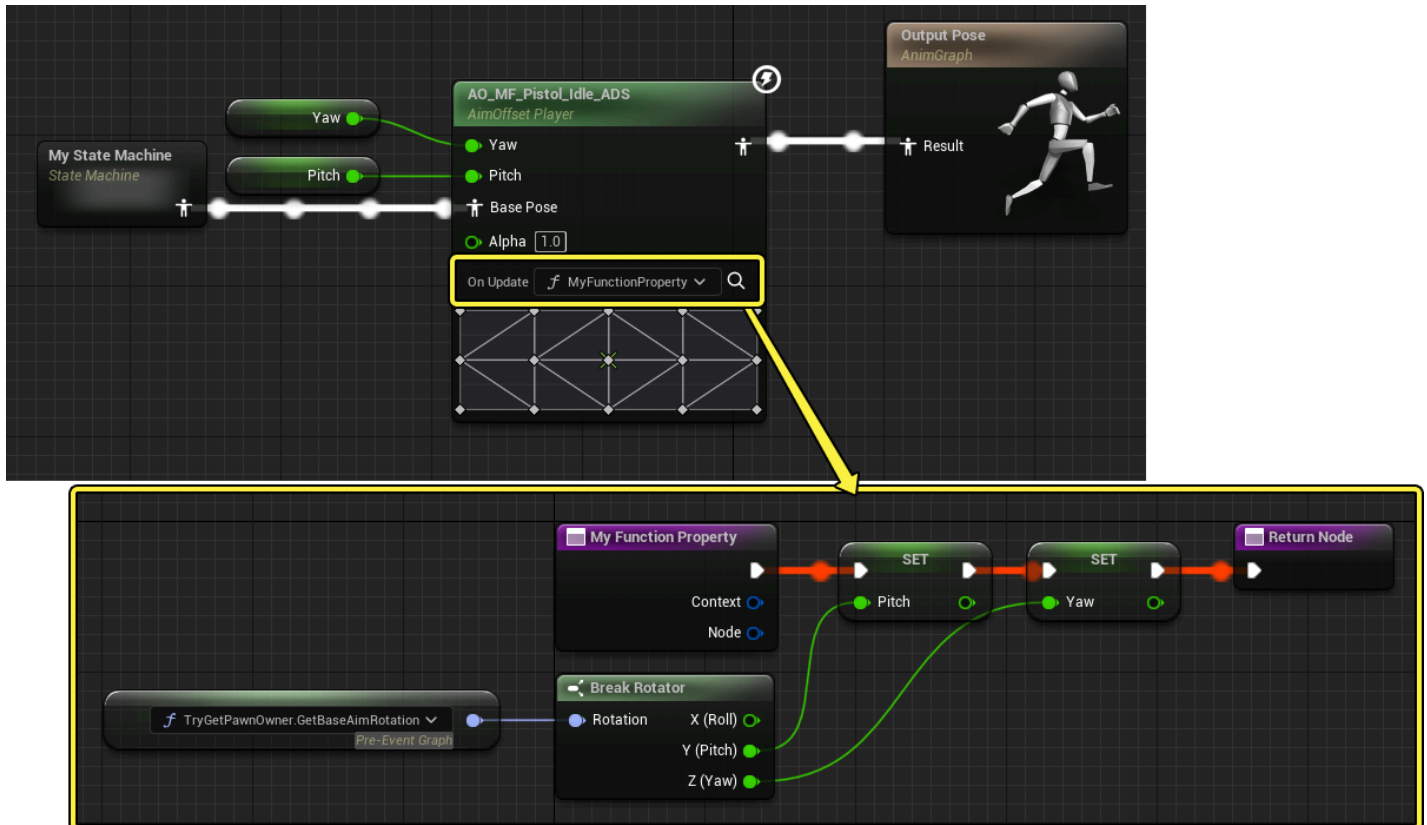 Output Pose
AnimGraph
AO_MF_Pistol_Idle_ADS
AimOffset Player
Yaw
Yaw
Result
My State Machine
State Machine
Pitch
Pitch
Base Pose
Alpha 1.0
On Update f MyFunctionProperty
My Function Property
SET
SET
Return Node
Context
Pitch
Yaw
Node
Break Rotator
f TryGetPawnOwner.GetBaseAimRotation
Pre-Event Graph
Rotation
X (Roll)
Y (Pitch)
Z (Yaw)